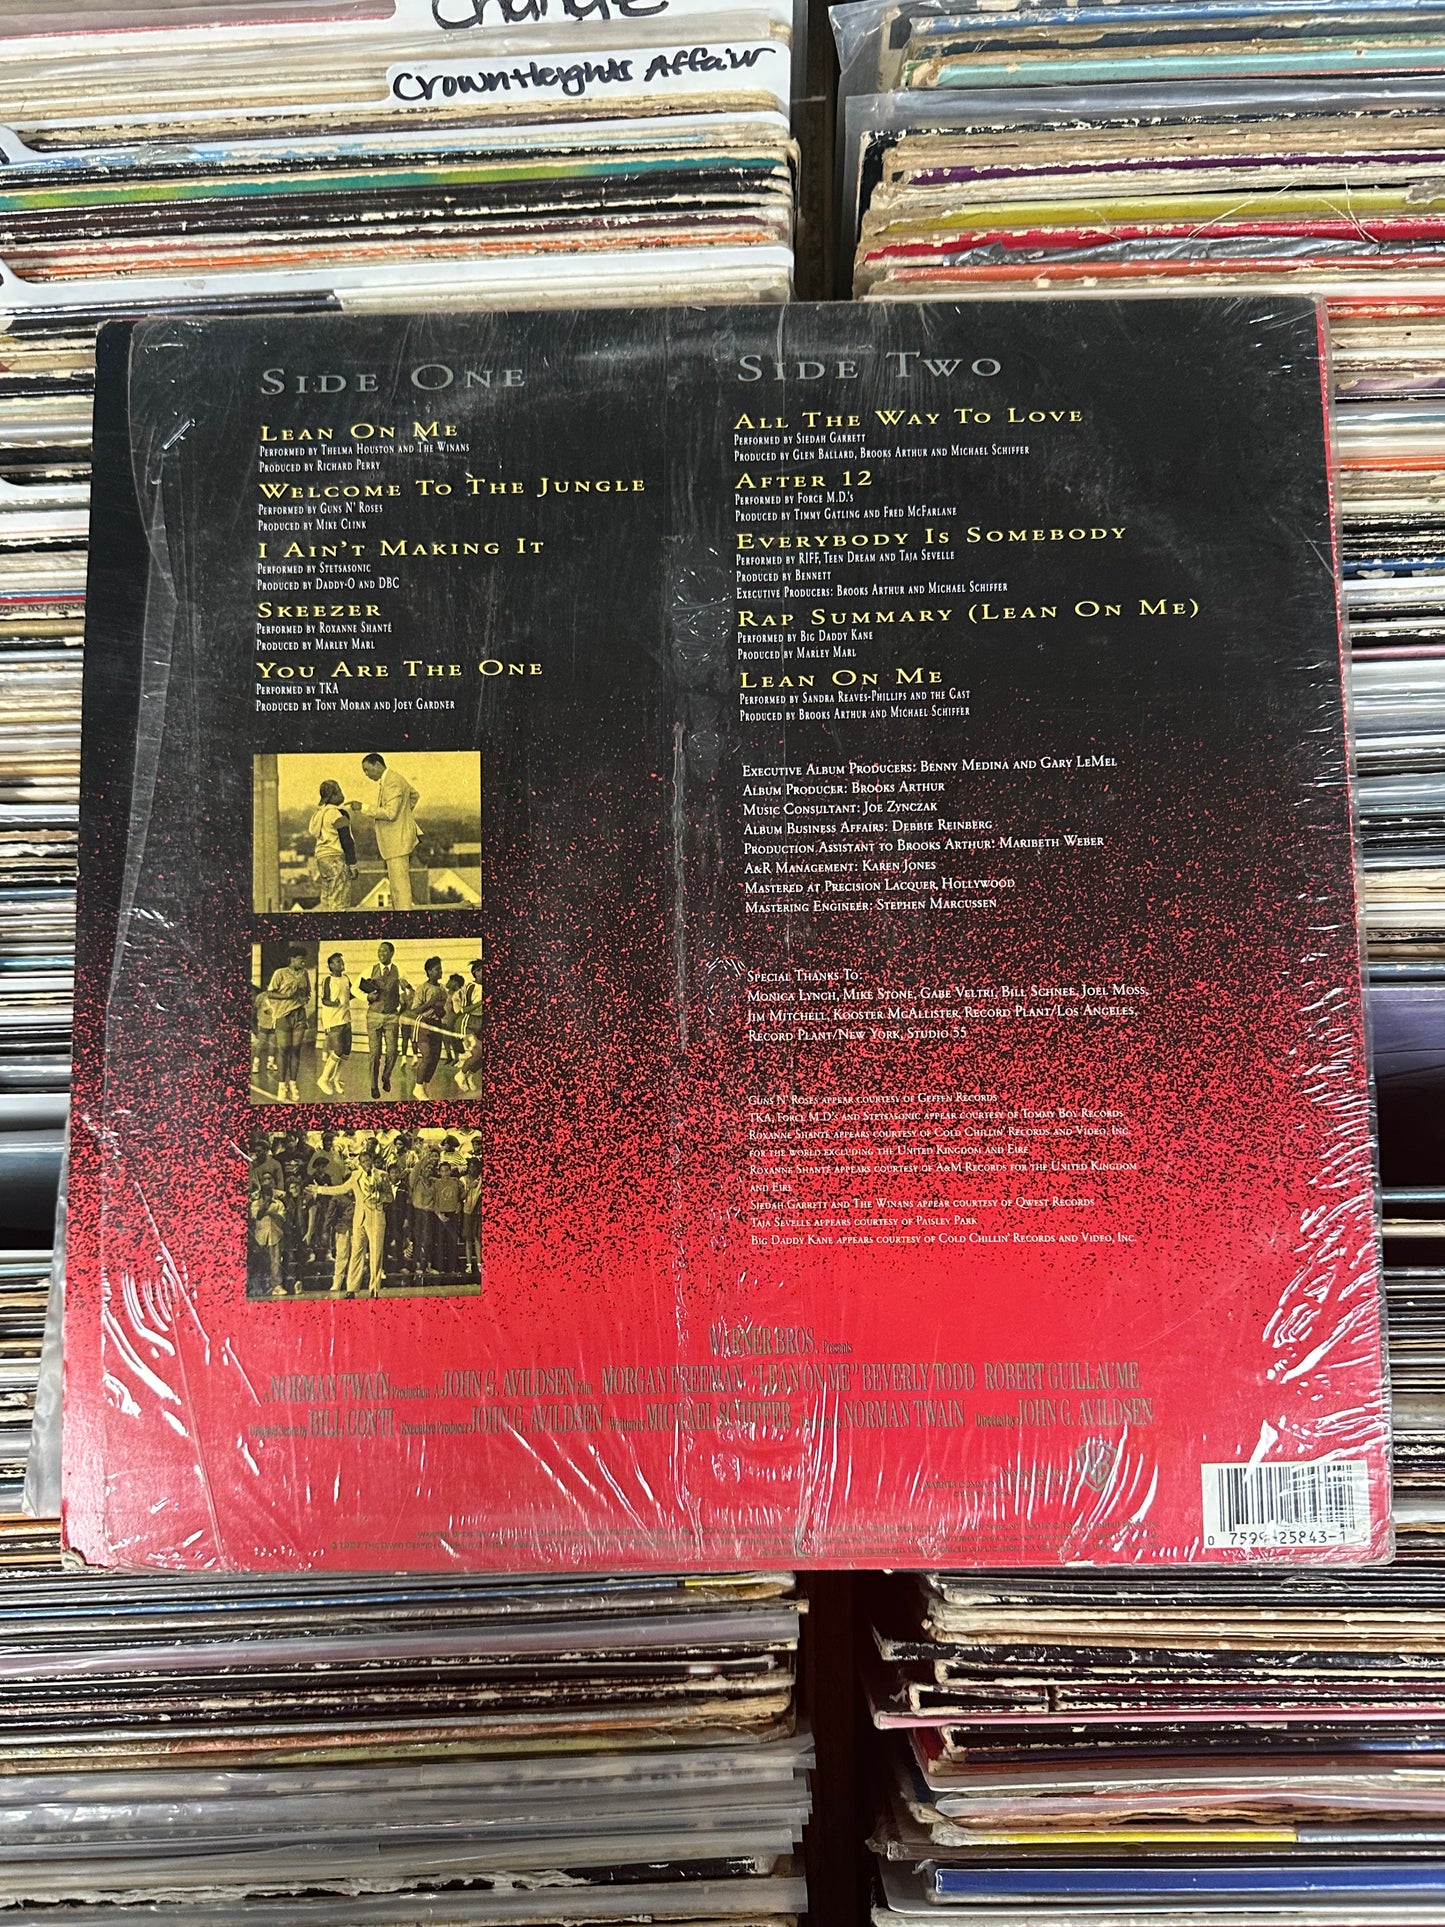 Change
Crown Heights Affair
Side One
Lean On Me
Performed by Thelma Houston and The Winans
Produced by Richard Perry
Welcome To The Jungle
Performed by Guns N' Roses
Produced by Mike Clink
I Ain't Making It
Performed by Stetsasonic
Produced by Daddy-O and DBC
Skeezer
Performed by Roxanne Shanté
Produced by Marley Marl
You Are The One
Performed by TKA
Produced by Tony Moran and Joey Gardner
Side Two
All The Way To Love
Performed by Siedah Garrett
Produced by Glen Ballard, Brooks Arthur and Michael Schiffer
After 12
Performed by Force M.D.'s
Produced by Timmy Gatling and Fred McFarlane
Everybody Is Somebody
Performed by RIFF, Teen Dream and Taja Sevelle
Produced by Bennett
Executive Producers: Brooks Arthur and Michael Schiffer
Rap Summary (Lean On Me)
Performed by Big Daddy Kane
Produced by Marley Marl
Lean On Me
Performed by Sandra Reaves-Phillips and the Cast
Produced by Brooks Arthur and Michael Schiffer
Executive Album Producers: Benny Medina and Gary LeMel
Album Producer: Brooks Arthur
Music Consultant: Joe Zynczak
Album Business Affairs: Debbie Reinberg
Production Assistant to Brooks Arthur: Maribeth Weber
A&R Management: Karen Jones
Mastered at Precision Lacquer, Hollywood
Mastering Engineer: Stephen Marcussen
Special Thanks To:
Monica Lynch, Mike Stone, Gabe Veltri, Bill Schnee, Joel Moss,
Jim Mitchell, Kooster McAllister, Record Plant/Los Angeles,
Record Plant/New York, Studio 55
Guns N' Roses appear courtesy of Geffen Records
TKA, Force M.D.'s and Stetsasonic appear courtesy of Tommy Boy Records
Roxanne Shanté appears courtesy of Cold Chillin' Records and Video, Inc.
for the world excluding the United Kingdom and Eire
Roxanne Shanté appears courtesy of A&M Records for the United Kingdom
and Eire
Siedah Garrett and The Winans appear courtesy of Qwest Records
Taja Sevelle appears courtesy of Paisley Park
Big Daddy Kane appears courtesy of Cold Chillin' Records and Video, Inc.
WARNER BROS. Presents
a NORMAN TWAIN Production A JOHN G. AVILDSEN Film MORGAN FREEMAN "LEAN ON ME" BEVERLY TODD ROBERT GUILLAUME
Original Score by BILL CONTI Executive Producer JOHN G. AVILDSEN Written by MICHAEL SCHIFFER Produced by NORMAN TWAIN Directed by JOHN G. AVILDSEN